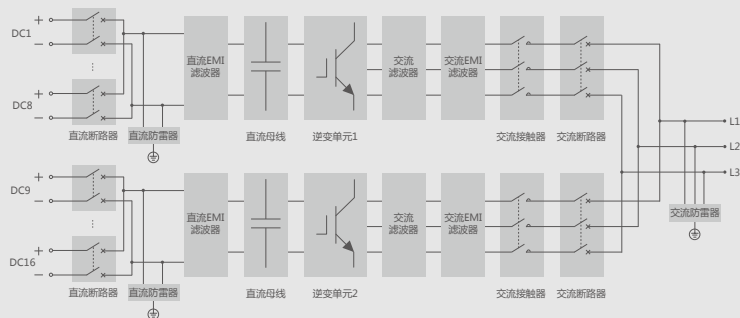 DC1
+
−
⋮
DC8
+
−
直流断路器
直流防雷器
直流EMI
滤波器
直流母线
逆变单元1
交流
滤波器
交流EMI
滤波器
交流接触器
交流断路器
L1
L2
L3
交流防雷器
DC9
+
−
⋮
DC16
+
−
直流断路器
直流防雷器
直流EMI
滤波器
直流母线
逆变单元2
交流
滤波器
交流EMI
滤波器
交流接触器
交流断路器